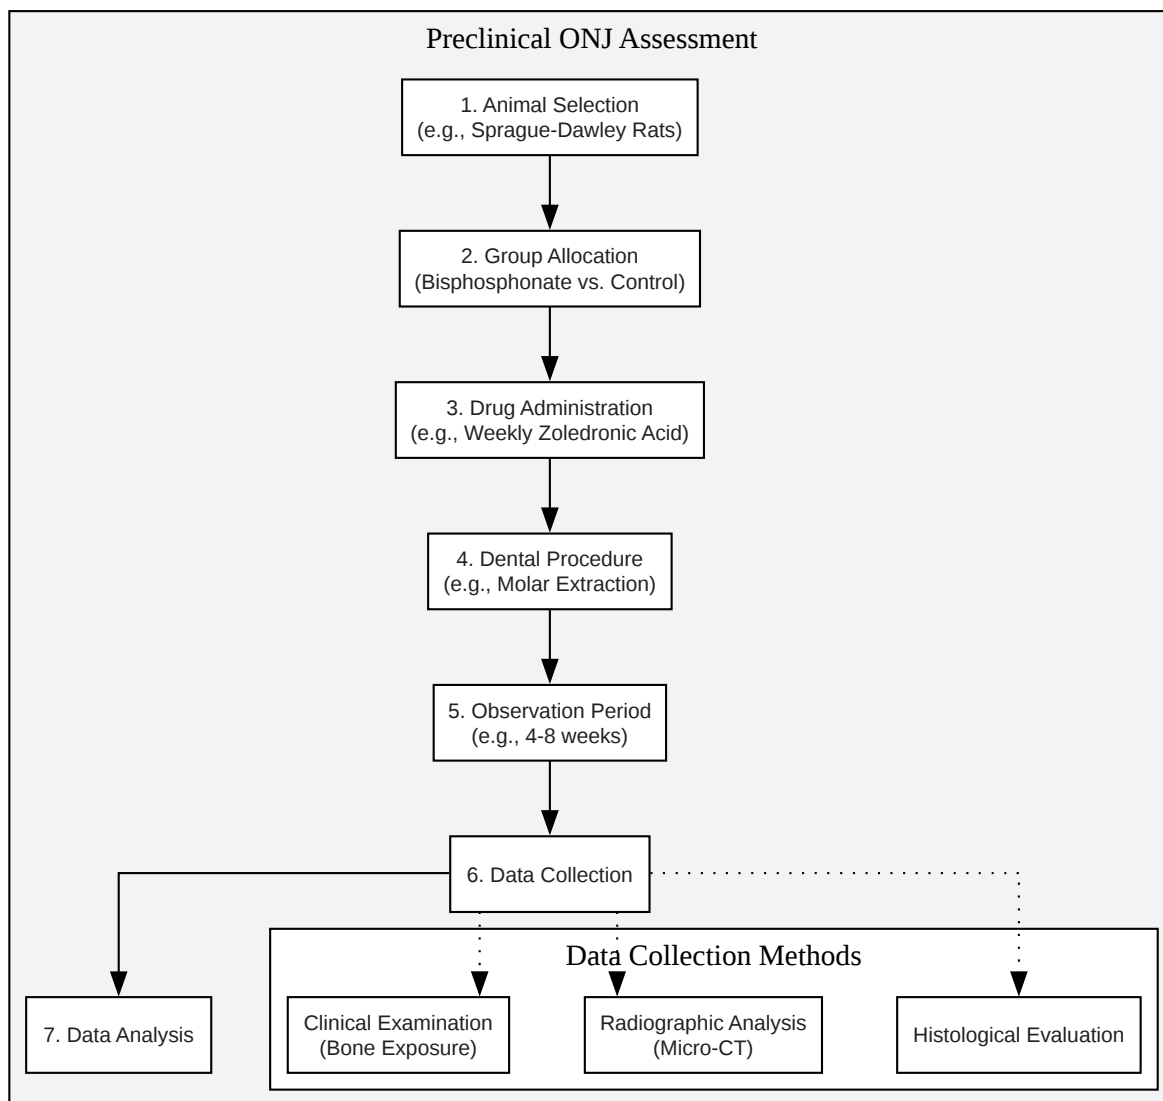 Preclinical ONJ Assessment
1. Animal Selection
(e.g., Sprague-Dawley Rats)
2. Group Allocation
(Bisphosphonate vs. Control)
3. Drug Administration
(e.g., Weekly Zoledronic Acid)
4. Dental Procedure
(e.g., Molar Extraction)
5. Observation Period
(e.g., 4-8 weeks)
6. Data Collection
Data Collection Methods
7. Data Analysis
Clinical Examination
(Bone Exposure)
Radiographic Analysis
(Micro-CT)
Histological Evaluation